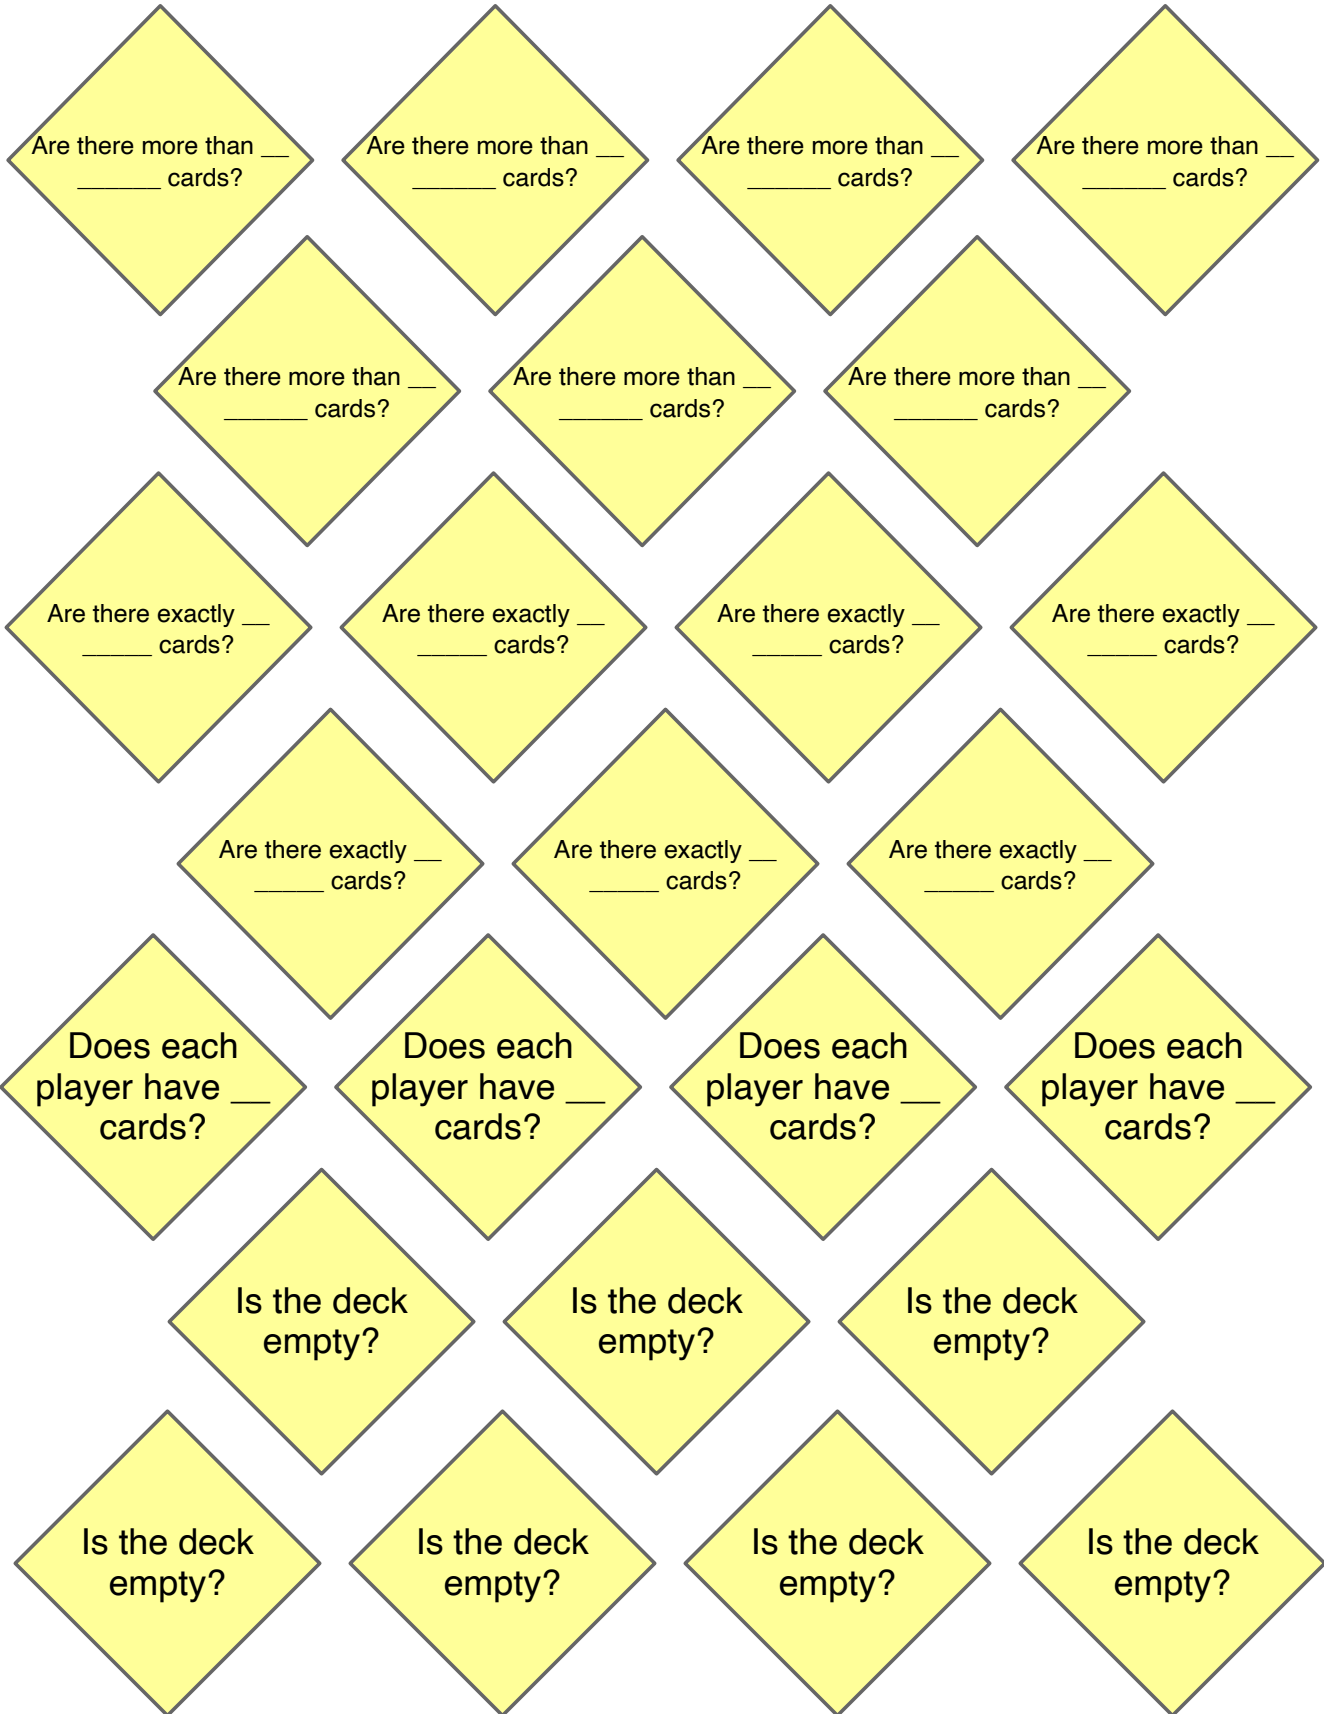 Are there more than __
______ cards?
Are there more than __
______ cards?
Are there more than __
______ cards?
Are there more than __
______ cards?
Are there more than __
______ cards?
Are there more than __
______ cards?
Are there more than __
______ cards?
Are there exactly __
_____ cards?
Are there exactly __
_____ cards?
Are there exactly __
_____ cards?
Are there exactly __
_____ cards?
Are there exactly __
_____ cards?
Are there exactly __
_____ cards?
Are there exactly __
_____ cards?
Does each
player have __
cards?
Does each
player have __
cards?
Does each
player have __
cards?
Does each
player have __
cards?
Is the deck
empty?
Is the deck
empty?
Is the deck
empty?
Is the deck
empty?
Is the deck
empty?
Is the deck
empty?
Is the deck
empty?